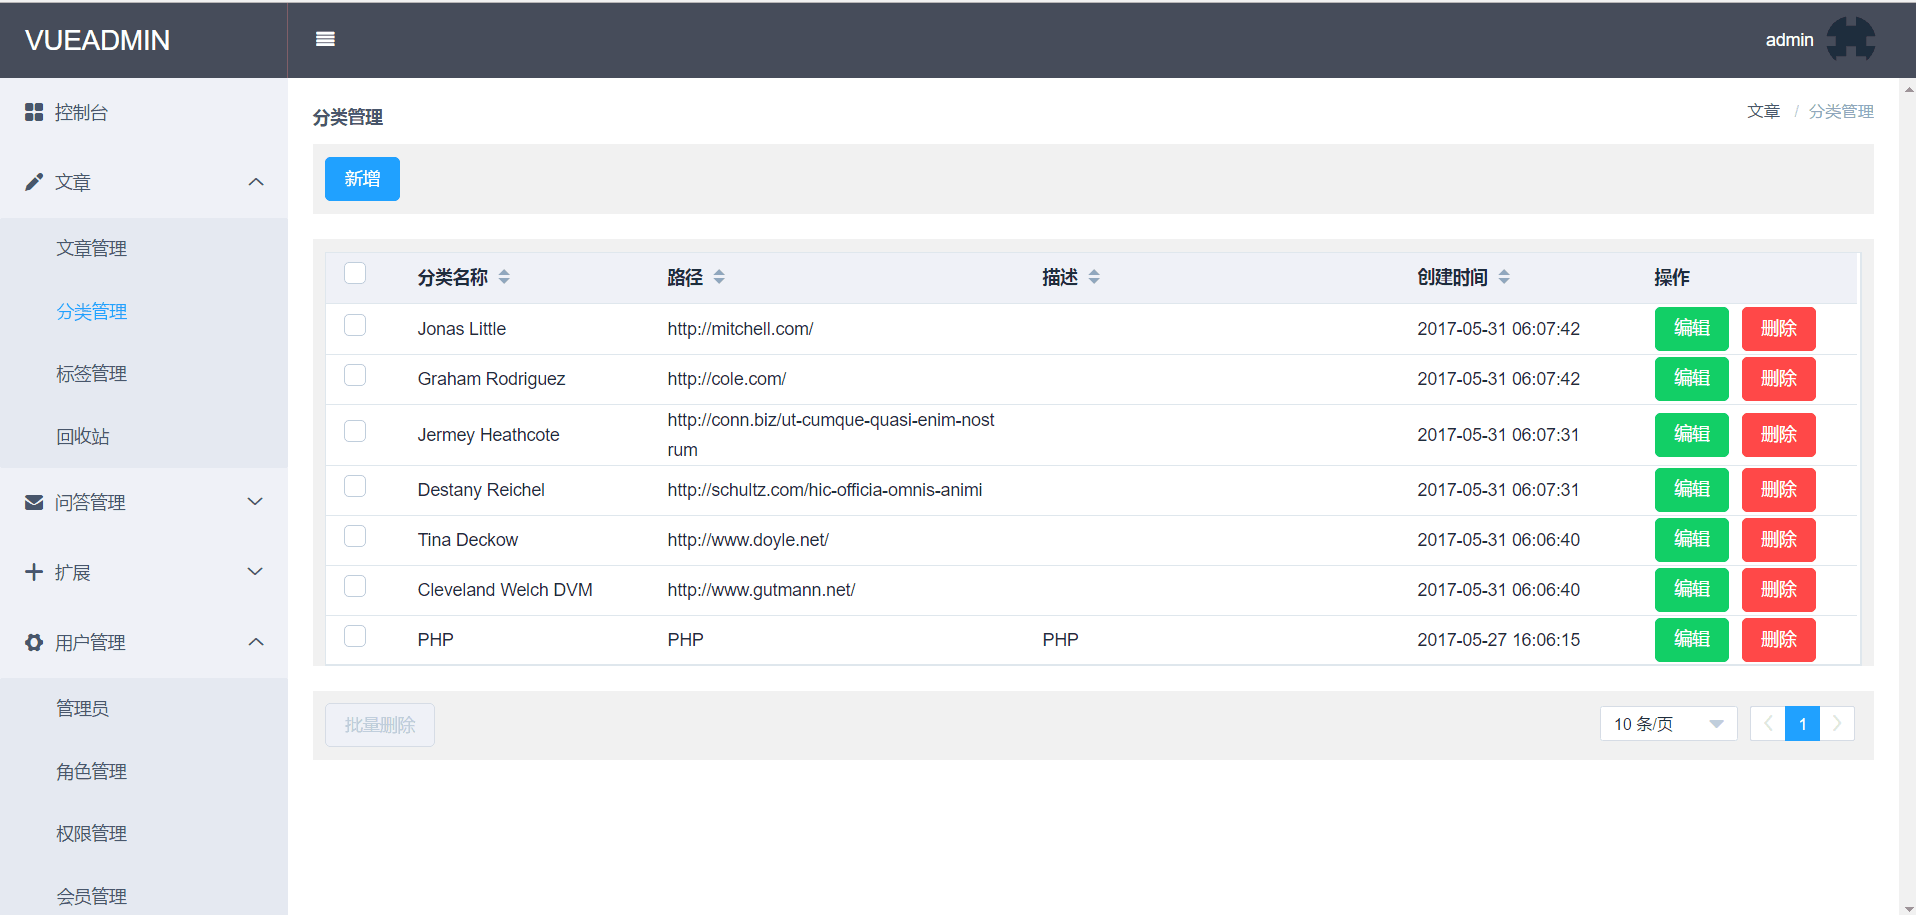 VUEADMIN
admin
控制台
文章
文章管理
分类管理
标签管理
回收站
问答管理
扩展
用户管理
管理员
角色管理
权限管理
会员管理
分类管理
文章 / 分类管理
新增
分类名称 路径 描述 创建时间 操作
Jonas Little http://mitchell.com/ 2017-05-31 06:07:42 编辑 删除
Graham Rodriguez http://cole.com/ 2017-05-31 06:07:42 编辑 删除
Jermey Heathcote http://conn.biz/ut-cumque-quasi-enim-nost
rum 2017-05-31 06:07:31 编辑 删除
Destany Reichel http://schultz.com/hic-officia-omnis-animi 2017-05-31 06:07:31 编辑 删除
Tina Deckow http://www.doyle.net/ 2017-05-31 06:06:40 编辑 删除
Cleveland Welch DVM http://www.gutmann.net/ 2017-05-31 06:06:40 编辑 删除
PHP PHP PHP 2017-05-27 16:06:15 编辑 删除
批量删除
10 条/页 1